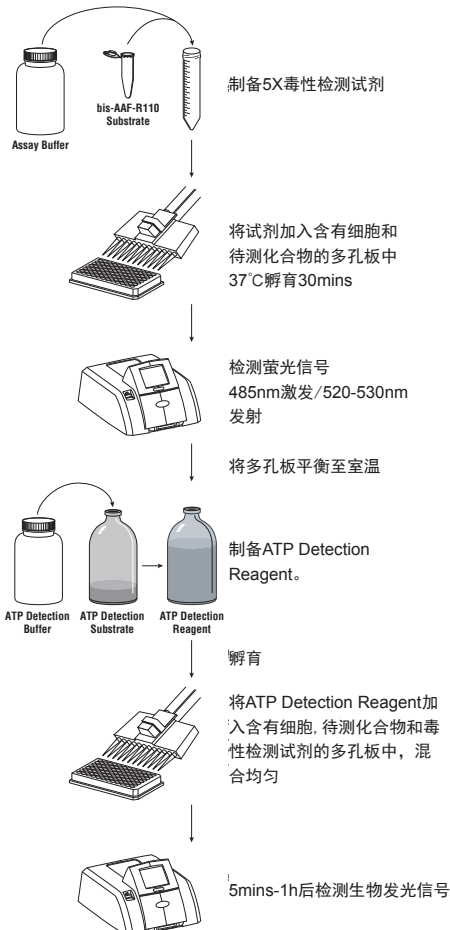 制备5X毒性检测试剂
bis-AAF-R110
Substrate
Assay Buffer
将试剂加入含有细胞和
待测化合物的多孔板中
37℃孵育30mins
检测萤光信号
485nm激发/520-530nm
发射
将多孔板平衡至室温
制备ATP Detection
Reagent。
ATP Detection
Buffer
ATP Detection
Substrate
ATP Detection
Reagent
孵育
将ATP Detection Reagent加
入含有细胞, 待测化合物和毒
性检测试剂的多孔板中，混
合均匀
5mins-1h后检测生物发光信号